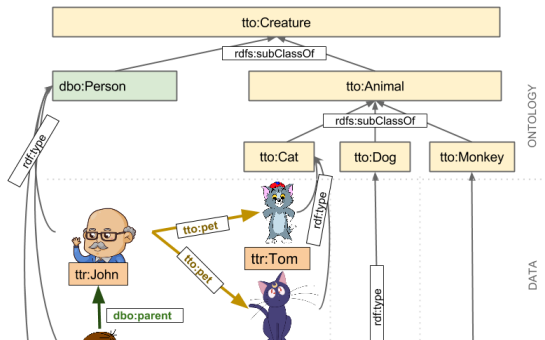 tto:Creature
rdfs:subClassOf
dbo:Person
tto:Animal
rdfs:subClassOf
tto:Cat
tto:Dog
tto:Monkey
ONTOLOGY
rdf:type
rdf:type
tto:pet
ttr:John
ttr:Tom
tto:pet
DATA
dbo:parent
rdf:type